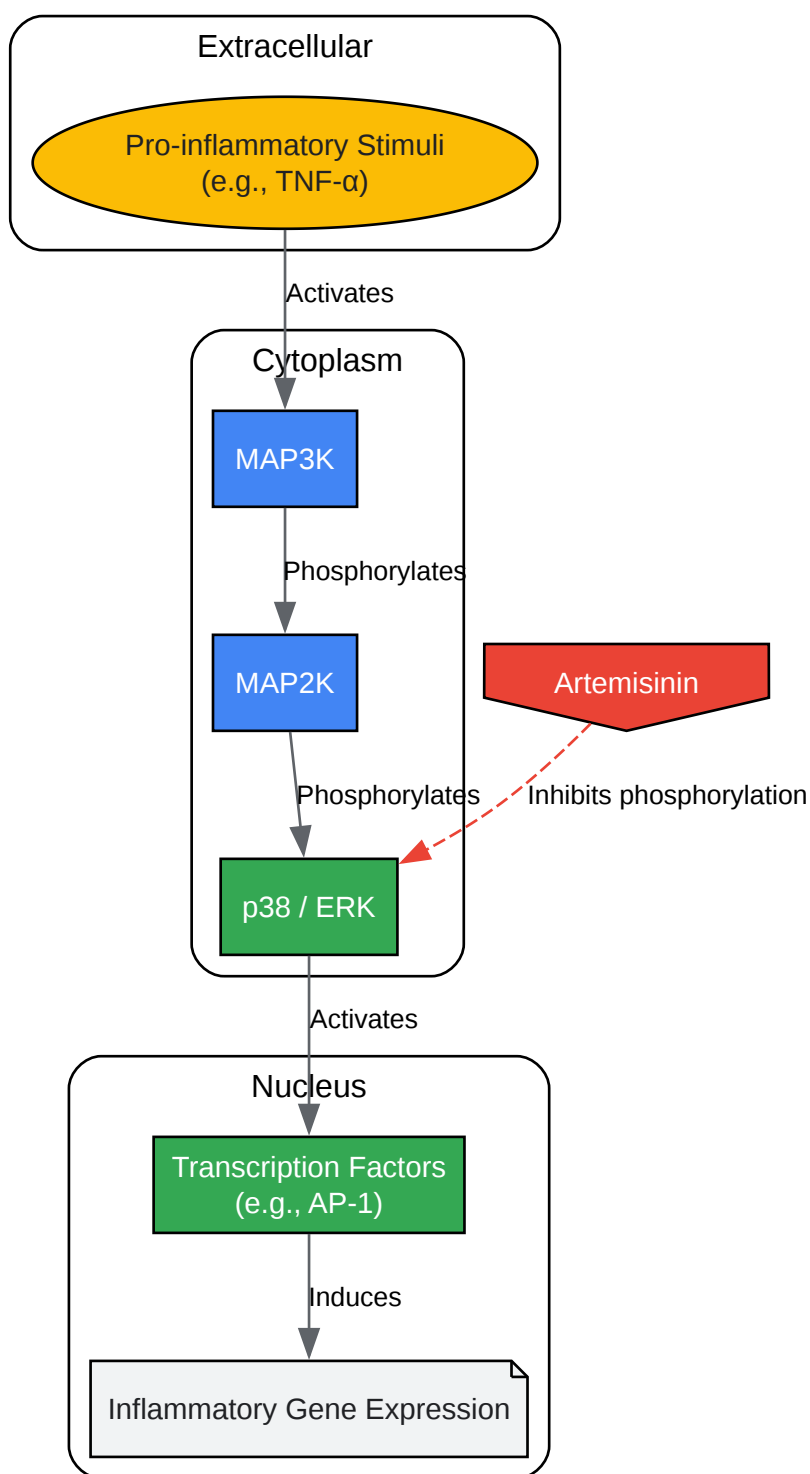 Extracellular
Pro-inflammatory Stimuli
(e.g., TNF-α)
Activates
Cytoplasm
MAP3K
Phosphorylates
MAP2K
Artemisinin
Phosphorylates
Inhibits phosphorylation
p38 / ERK
Activates
Nucleus
Transcription Factors
(e.g., AP-1)
Induces
Inflammatory Gene Expression